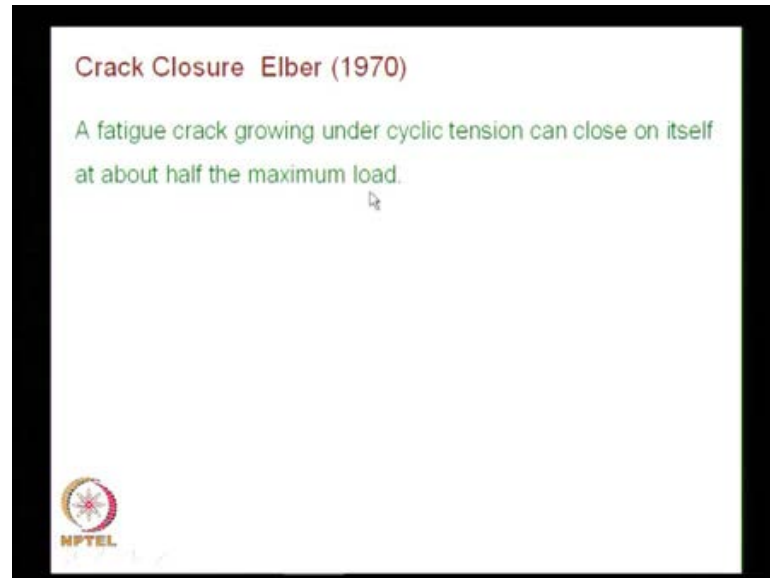 Crack Closure Elber (1970)
A fatigue crack growing under cyclic tension can close on itself
at about half the maximum load.
NPTEL